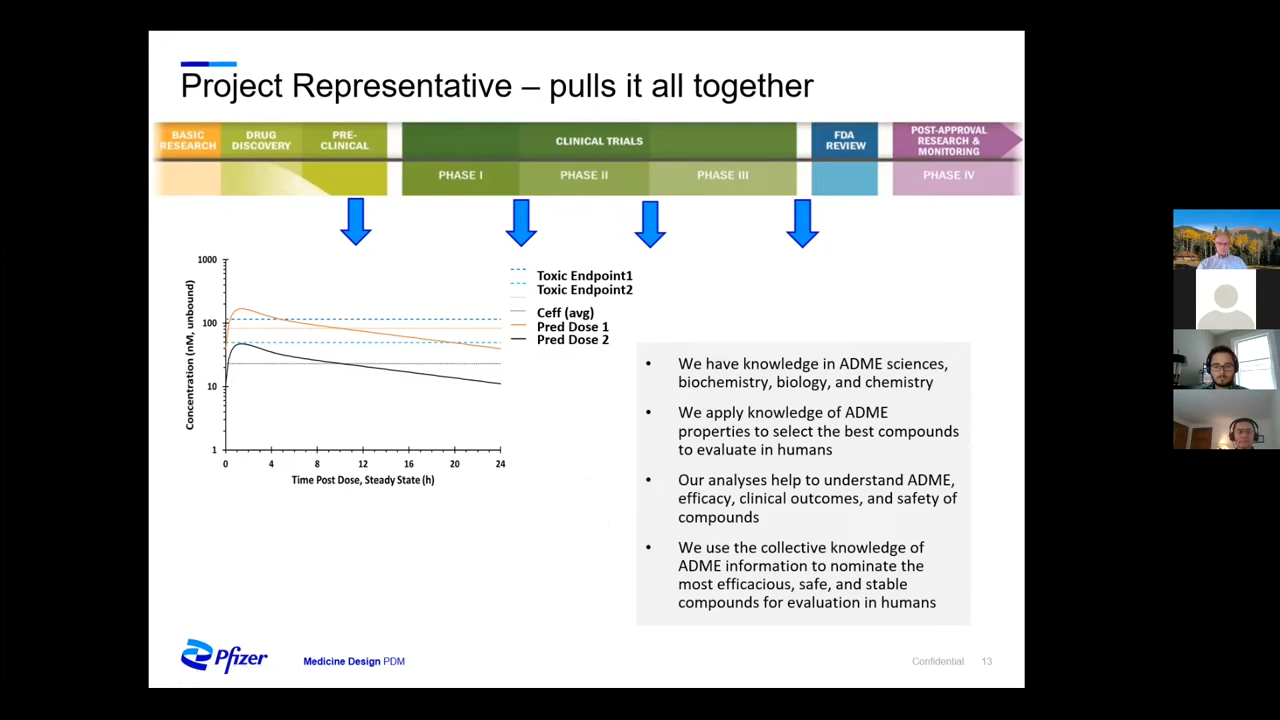 Project Representative – pulls it all together
BASIC
RESEARCH
DRUG
DISCOVERY
PRE-
CLINICAL
CLINICAL TRIALS
FDA
REVIEW
POST-APPROVAL
RESEARCH &
MONITORING
PHASE I
PHASE II
PHASE III
PHASE IV
Concentration (nM, unbound)
1000
100
10
1
0
4
8
12
16
20
24
Time Post Dose, Steady State (h)
Toxic Endpoint1
Toxic Endpoint2
Ceff (avg)
Pred Dose 1
Pred Dose 2
• We have knowledge in ADME sciences,
biochemistry, biology, and chemistry
• We apply knowledge of ADME
properties to select the best compounds
to evaluate in humans
• Our analyses help to understand ADME,
efficacy, clinical outcomes, and safety of
compounds
• We use the collective knowledge of
ADME information to nominate the
most efficacious, safe, and stable
compounds for evaluation in humans
Pfizer
Medicine Design PDM
Confidential
13